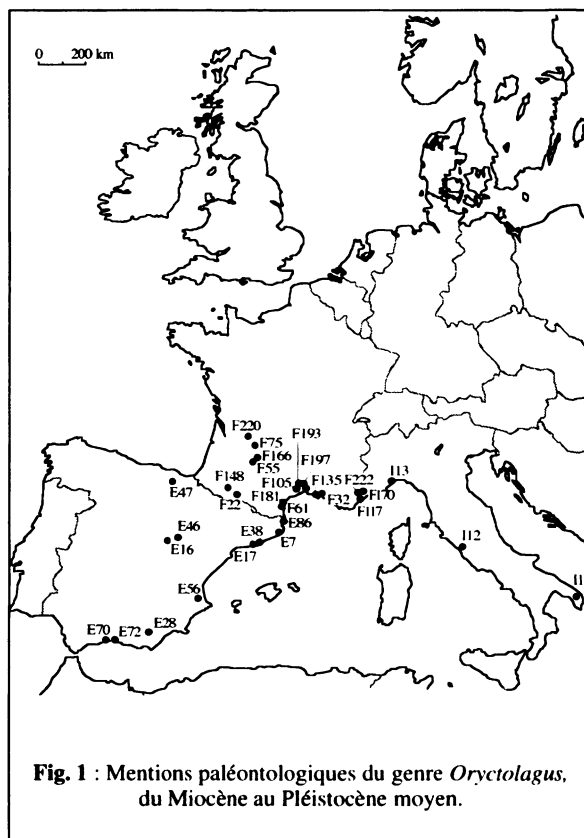 0 200 km
F193
F220
F75
F166
F197
F55
F148
F105
F135
F222
I13
F181
F32
F170
E47
F22
F61
F117
E86
E46
E38
E7
I12
E16
E17
I1
E56
E28
E70
E72
Fig. 1 : Mentions paléontologiques du genre Oryctolagus,
du Miocène au Pléistocène moyen.